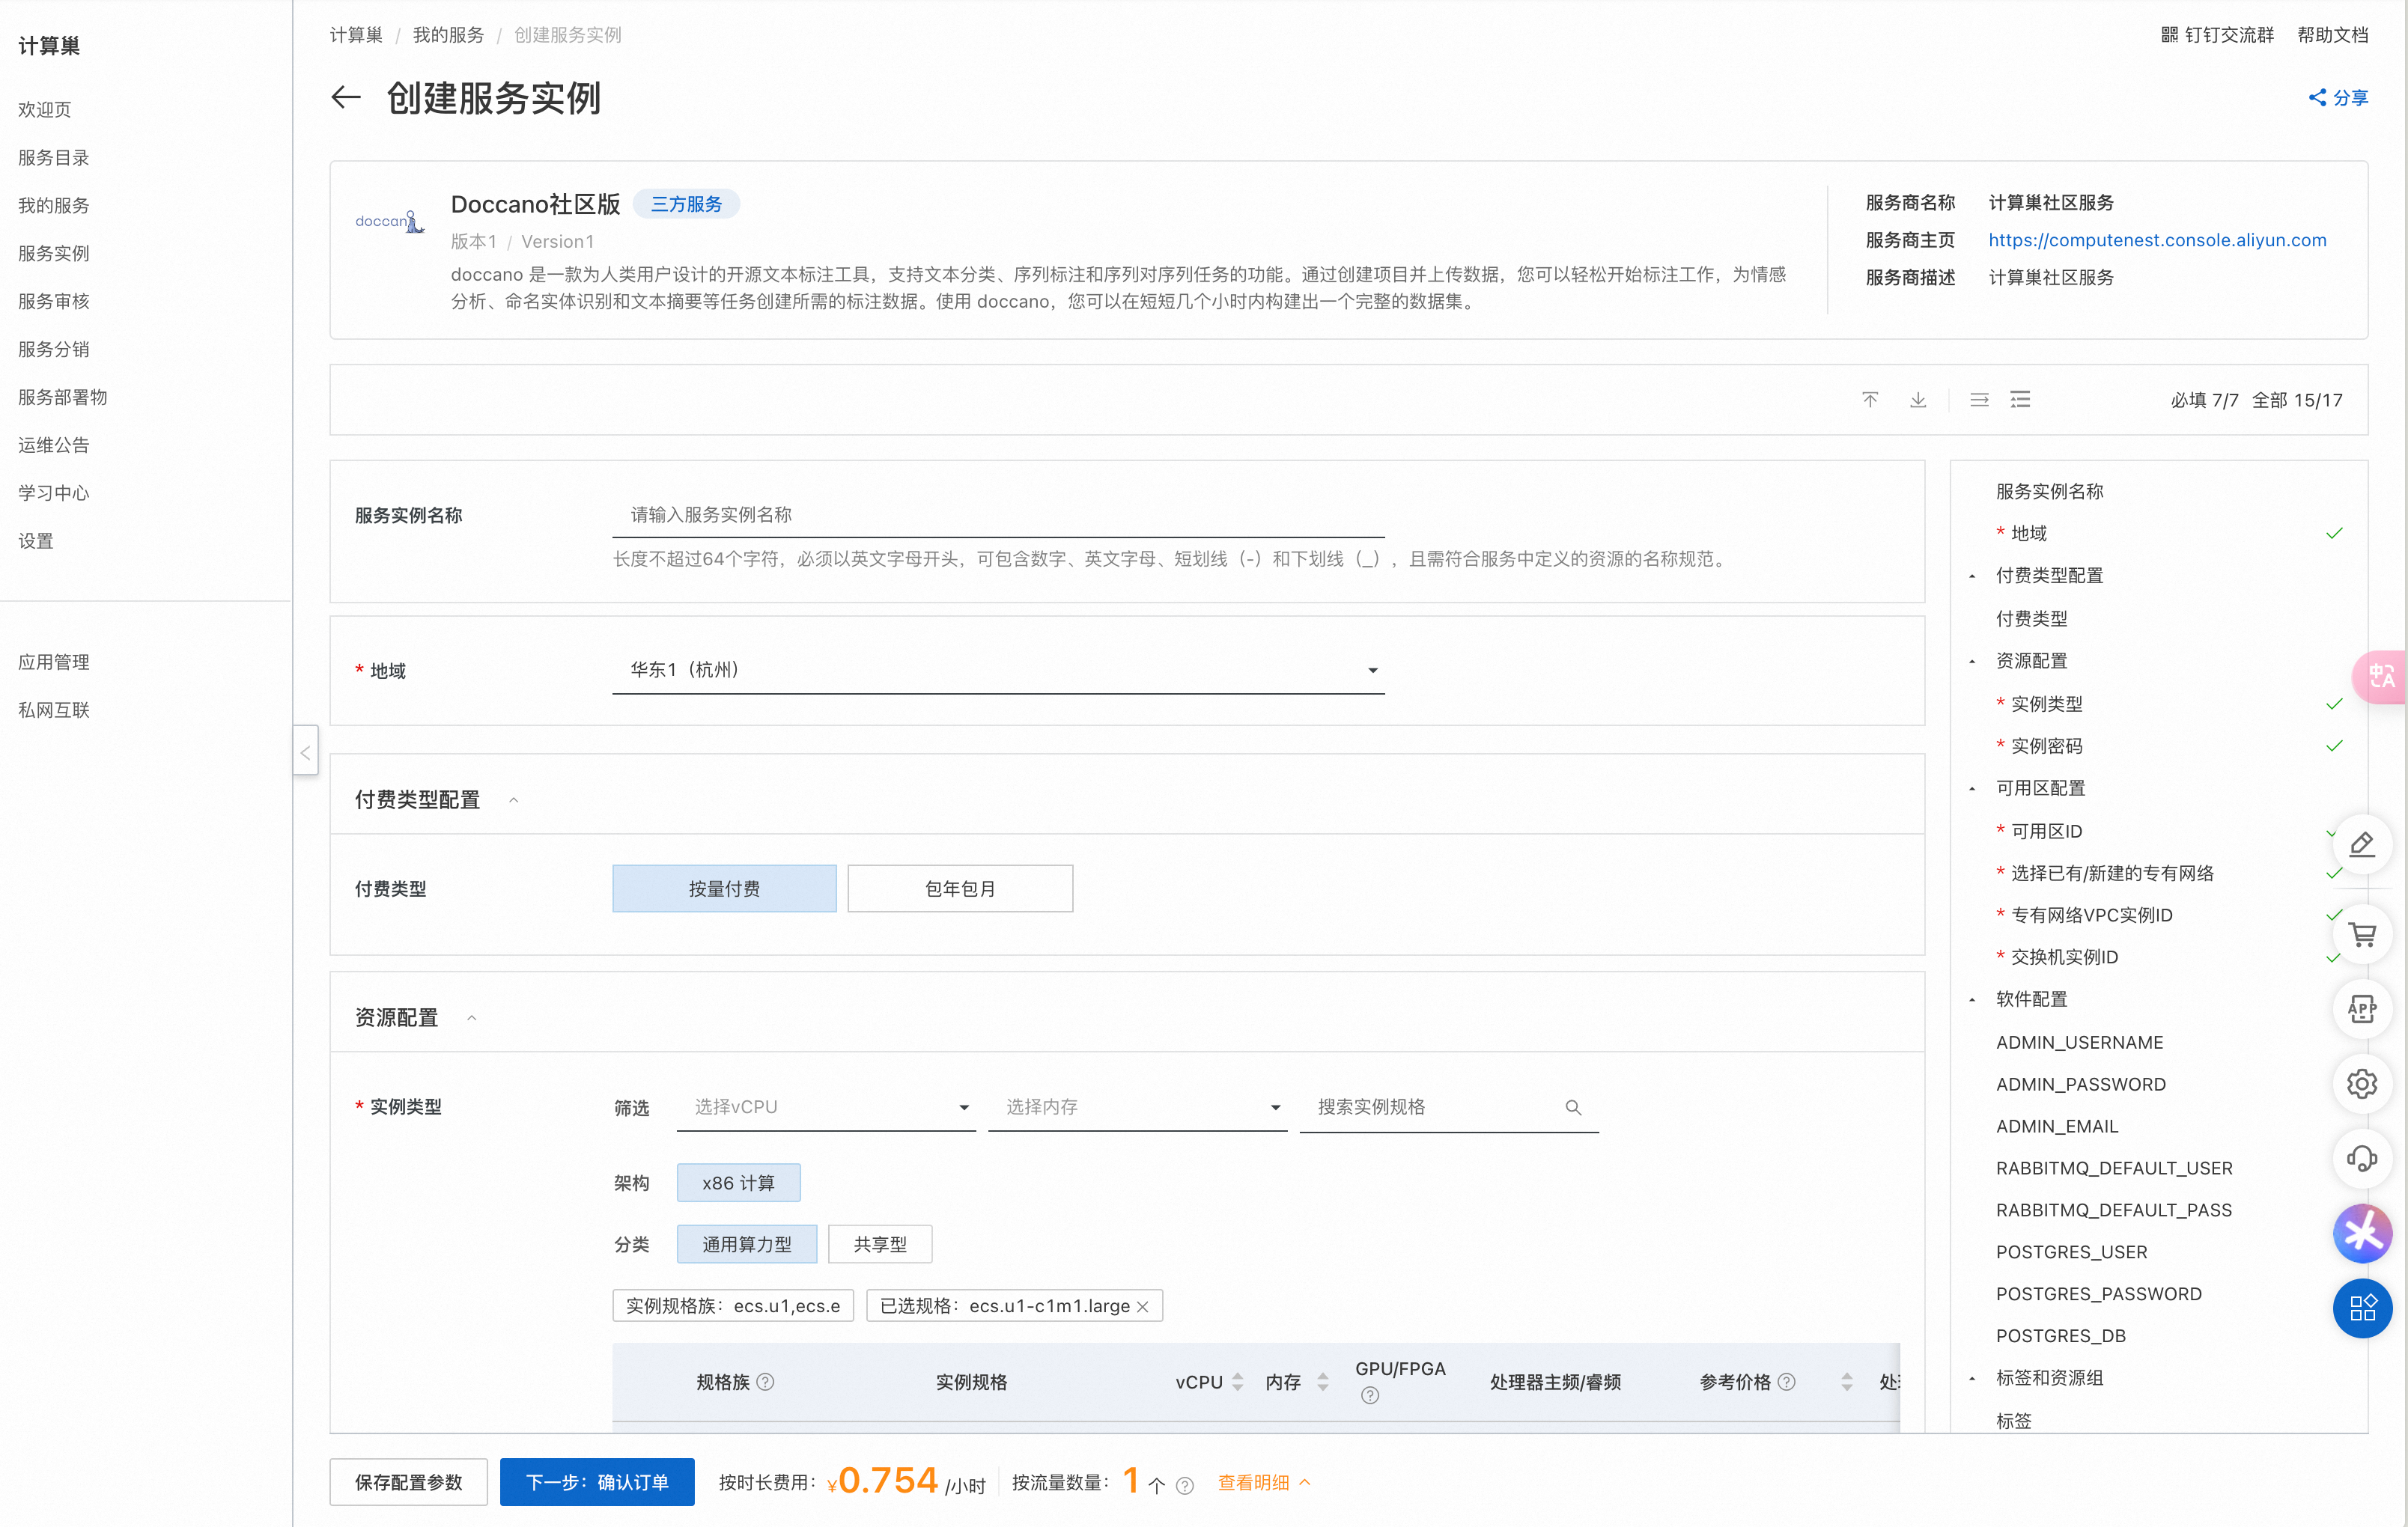 计算巢
欢迎页
服务目录
我的服务
服务实例
服务审核
服务分销
服务部署物
运维公告
学习中心
设置
应用管理
私网互联
计算巢 / 我的服务 / 创建服务实例
钉钉交流群 帮助文档
创建服务实例
分享
doccano
Doccano社区版 三方服务
版本1 / Version1
doccano 是一款为人类用户设计的开源文本标注工具，支持文本分类、序列标注和序列对序列任务的功能。通过创建项目并上传数据，您可以轻松开始标注工作，为情感
分析、命名实体识别和文本摘要等任务创建所需的标注数据。使用 doccano，您可以在短短几个小时内构建出一个完整的数据集。
服务商名称 计算巢社区服务
服务商主页 https://computenest.console.aliyun.com
服务商描述 计算巢社区服务
必填 7/7 全部 15/17
服务实例名称 请输入服务实例名称
长度不超过64个字符，必须以英文字母开头，可包含数字、英文字母、短划线（-）和下划线（_），且需符合服务中定义的资源的名称规范。
* 地域 华东1（杭州）
付费类型配置
付费类型 按量付费 包年包月
资源配置
* 实例类型 筛选 选择vCPU 选择内存 搜索实例规格
架构 x86 计算
分类 通用算力型 共享型
实例规格族：ecs.u1,ecs.e 已选规格：ecs.u1-c1m1.large
规格族 实例规格 vCPU 内存 GPU/FPGA 处理器主频/睿频 参考价格
服务实例名称
* 地域
付费类型配置
付费类型
资源配置
* 实例类型
* 实例密码
可用区配置
* 可用区ID
* 选择已有/新建的专有网络
* 专有网络VPC实例ID
* 交换机实例ID
软件配置
ADMIN_USERNAME
ADMIN_PASSWORD
ADMIN_EMAIL
RABBITMQ_DEFAULT_USER
RABBITMQ_DEFAULT_PASS
POSTGRES_USER
POSTGRES_PASSWORD
POSTGRES_DB
标签和资源组
标签
中 A
APP
保存配置参数 下一步：确认订单 按时长费用：¥0.754 /小时 按流量数量：1 个 查看明细